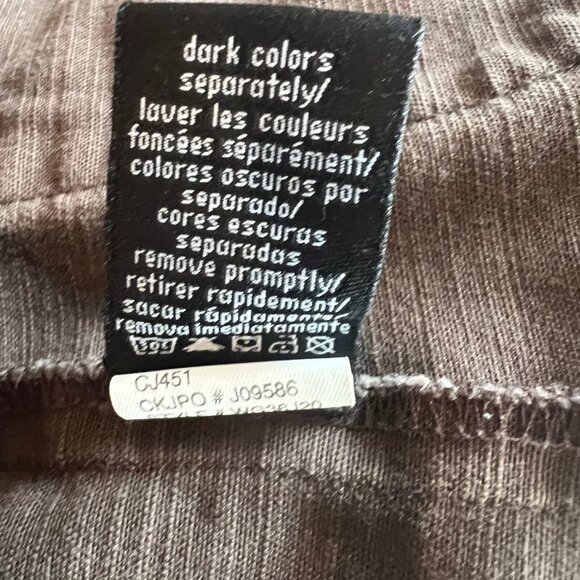 dark colors
separately/
laver les couleurs
foncées séparément/
colores oscuros por
separado/
cores escuras
separadas
remove promptly/
retirer rapidement/
sacar rápidamente/
remova imediatamente
CJ451
CKJPO # J09586